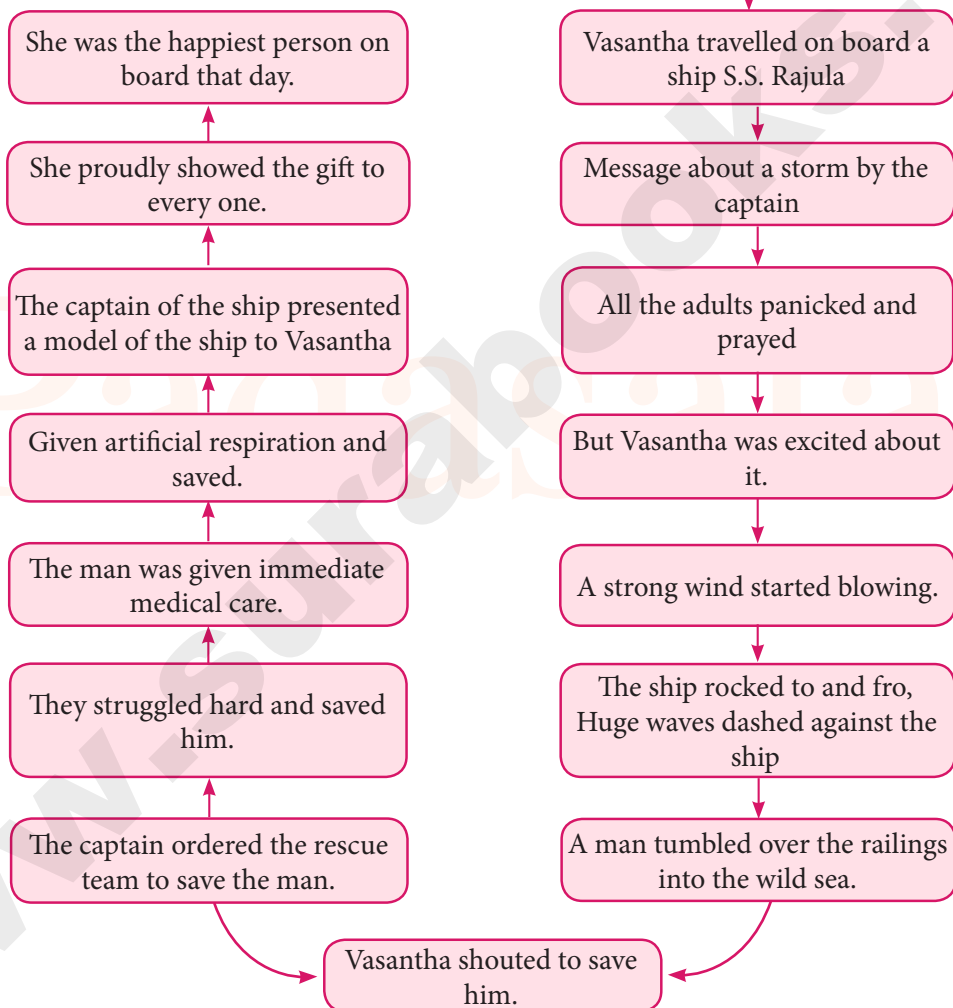 Vasantha travelled on board a
ship S.S. Rajula
Message about a storm by the
captain
All the adults panicked and
prayed
But Vasantha was excited about
it.
A strong wind started blowing.
The ship rocked to and fro,
Huge waves dashed against the
ship
A man tumbled over the railings
into the wild sea.
Vasantha shouted to save
him.
The captain ordered the rescue
team to save the man.
They struggled hard and saved
him.
The man was given immediate
medical care.
Given artificial respiration and
saved.
The captain of the ship presented
a model of the ship to Vasantha
She proudly showed the gift to
every one.
She was the happiest person on
board that day.
w.surabooks.
Padasalai